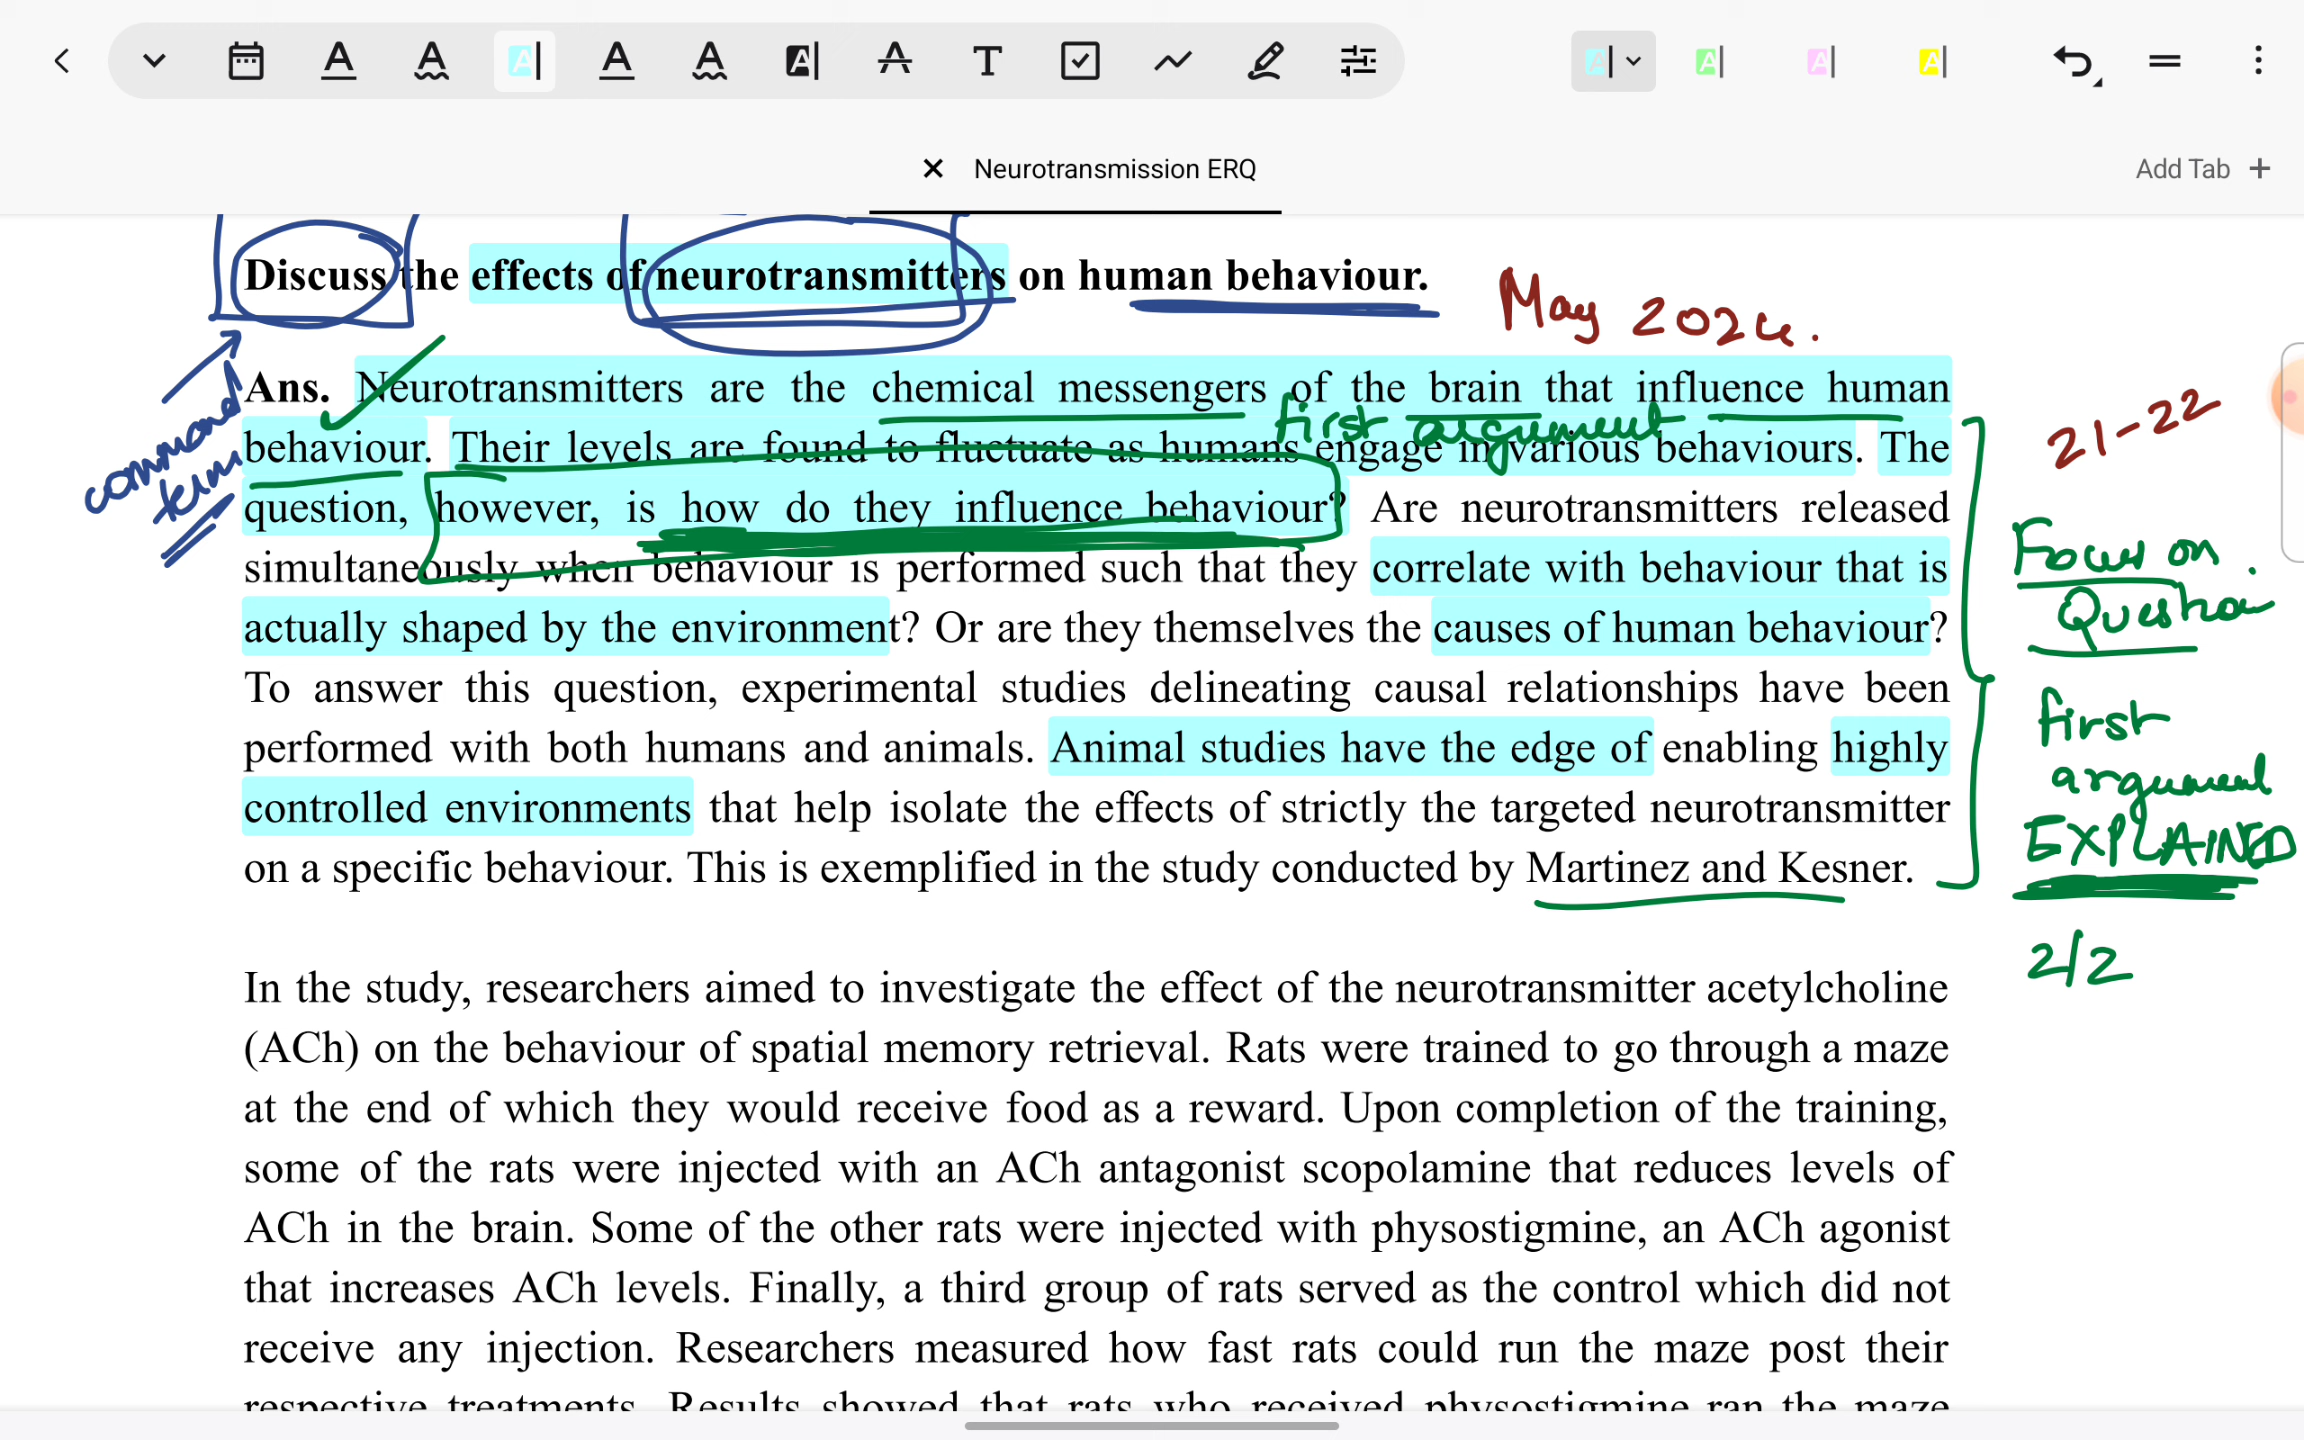 Neurotransmission ERQ
Add Tab +
Discuss the effects of neurotransmitters on human behaviour.
May 2024.
Ans. Neurotransmitters are the chemical messengers of the brain that influence human
first argument
behaviour. Their levels are found to fluctuate as humans engage in various behaviours. The
question, however, is how do they influence behaviour? Are neurotransmitters released
simultaneously when behaviour is performed such that they correlate with behaviour that is
actually shaped by the environment? Or are they themselves the causes of human behaviour?
To answer this question, experimental studies delineating causal relationships have been
performed with both humans and animals. Animal studies have the edge of enabling highly
controlled environments that help isolate the effects of strictly the targeted neurotransmitter
on a specific behaviour. This is exemplified in the study conducted by Martinez and Kesner.
command
term
21-22
Focus on
Question
first
argument
EXPLAINED
2/2
In the study, researchers aimed to investigate the effect of the neurotransmitter acetylcholine
(ACh) on the behaviour of spatial memory retrieval. Rats were trained to go through a maze
at the end of which they would receive food as a reward. Upon completion of the training,
some of the rats were injected with an ACh antagonist scopolamine that reduces levels of
ACh in the brain. Some of the other rats were injected with physostigmine, an ACh agonist
that increases ACh levels. Finally, a third group of rats served as the control which did not
receive any injection. Researchers measured how fast rats could run the maze post their
respective treatments. Results showed that rats who received physostigmine ran the maze